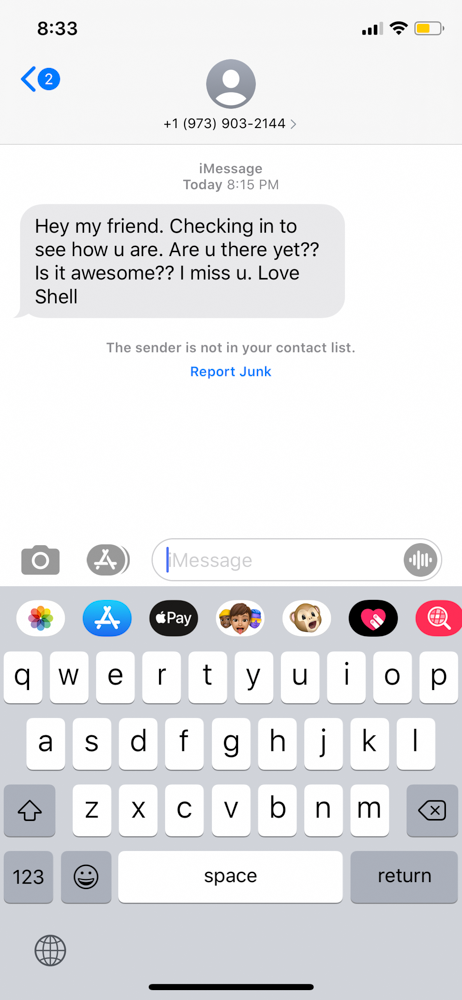 8:33
2
+1 (973) 903-2144 >
iMessage
Today 8:15 PM
Hey my friend. Checking in to
see how u are. Are u there yet??
Is it awesome?? I miss u. Love
Shell
The sender is not in your contact list.
Report Junk
iMessage
Pay
q w e r t y u i o p
a s d f g h j k l
z x c v b n m
123 space return